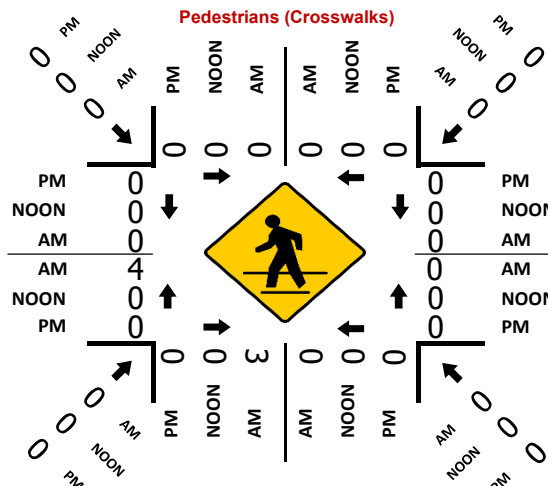 Pedestrians (Crosswalks)
0 0 0
PM NOON AM
PM NOON AM AM NOON PM
PM NOON AM
0 0 0
0 0 0 0 0 0
PM 0 0 PM
NOON 0 0 NOON
AM 0 0 AM
AM 4 0 AM
NOON 0 0 NOON
PM 0 0 PM
0 0 3 0 0 0
0 0 0
AM NOON PM
PM NOON AM AM NOON PM
AM NOON PM
0 0 0